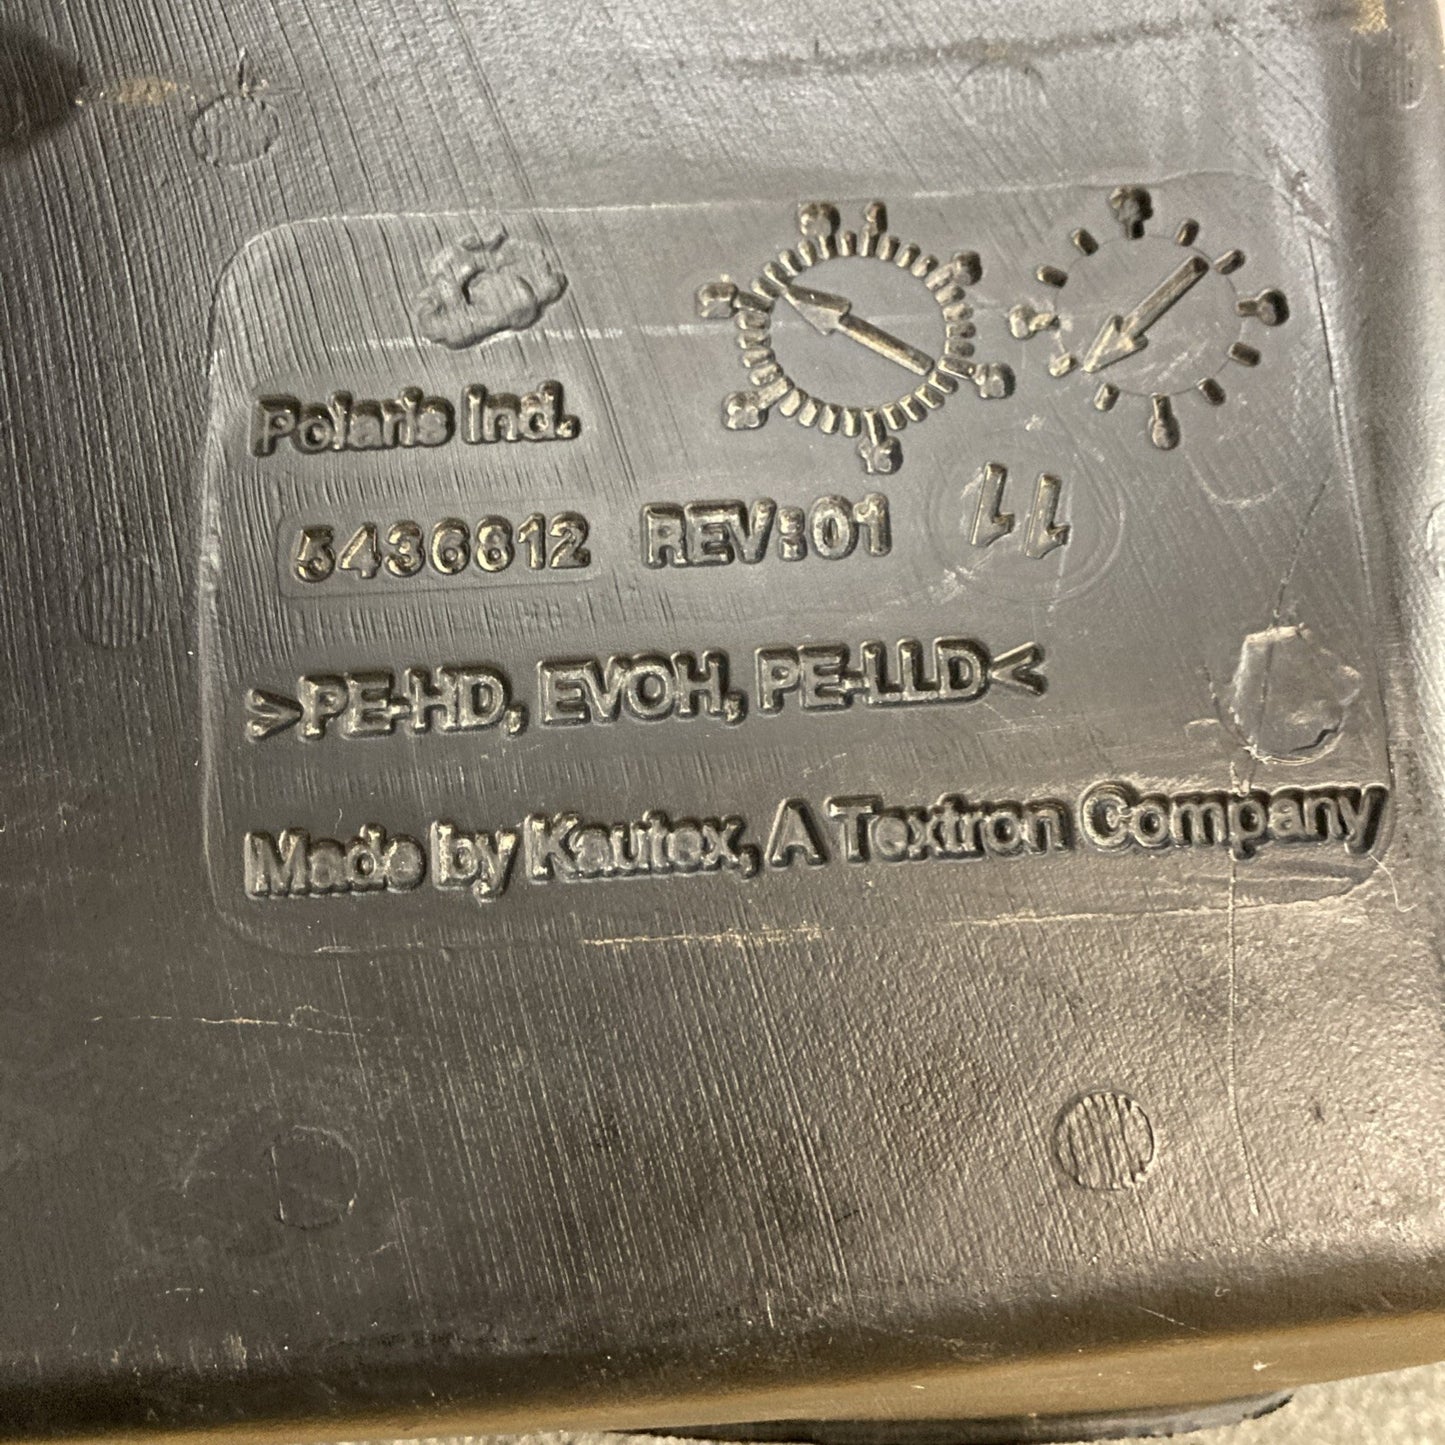 Polaris Ind.
5436812 REV:01 11
>PE-HD, EVOH, PE-LLD<
Made by Kautex, A Textron Company